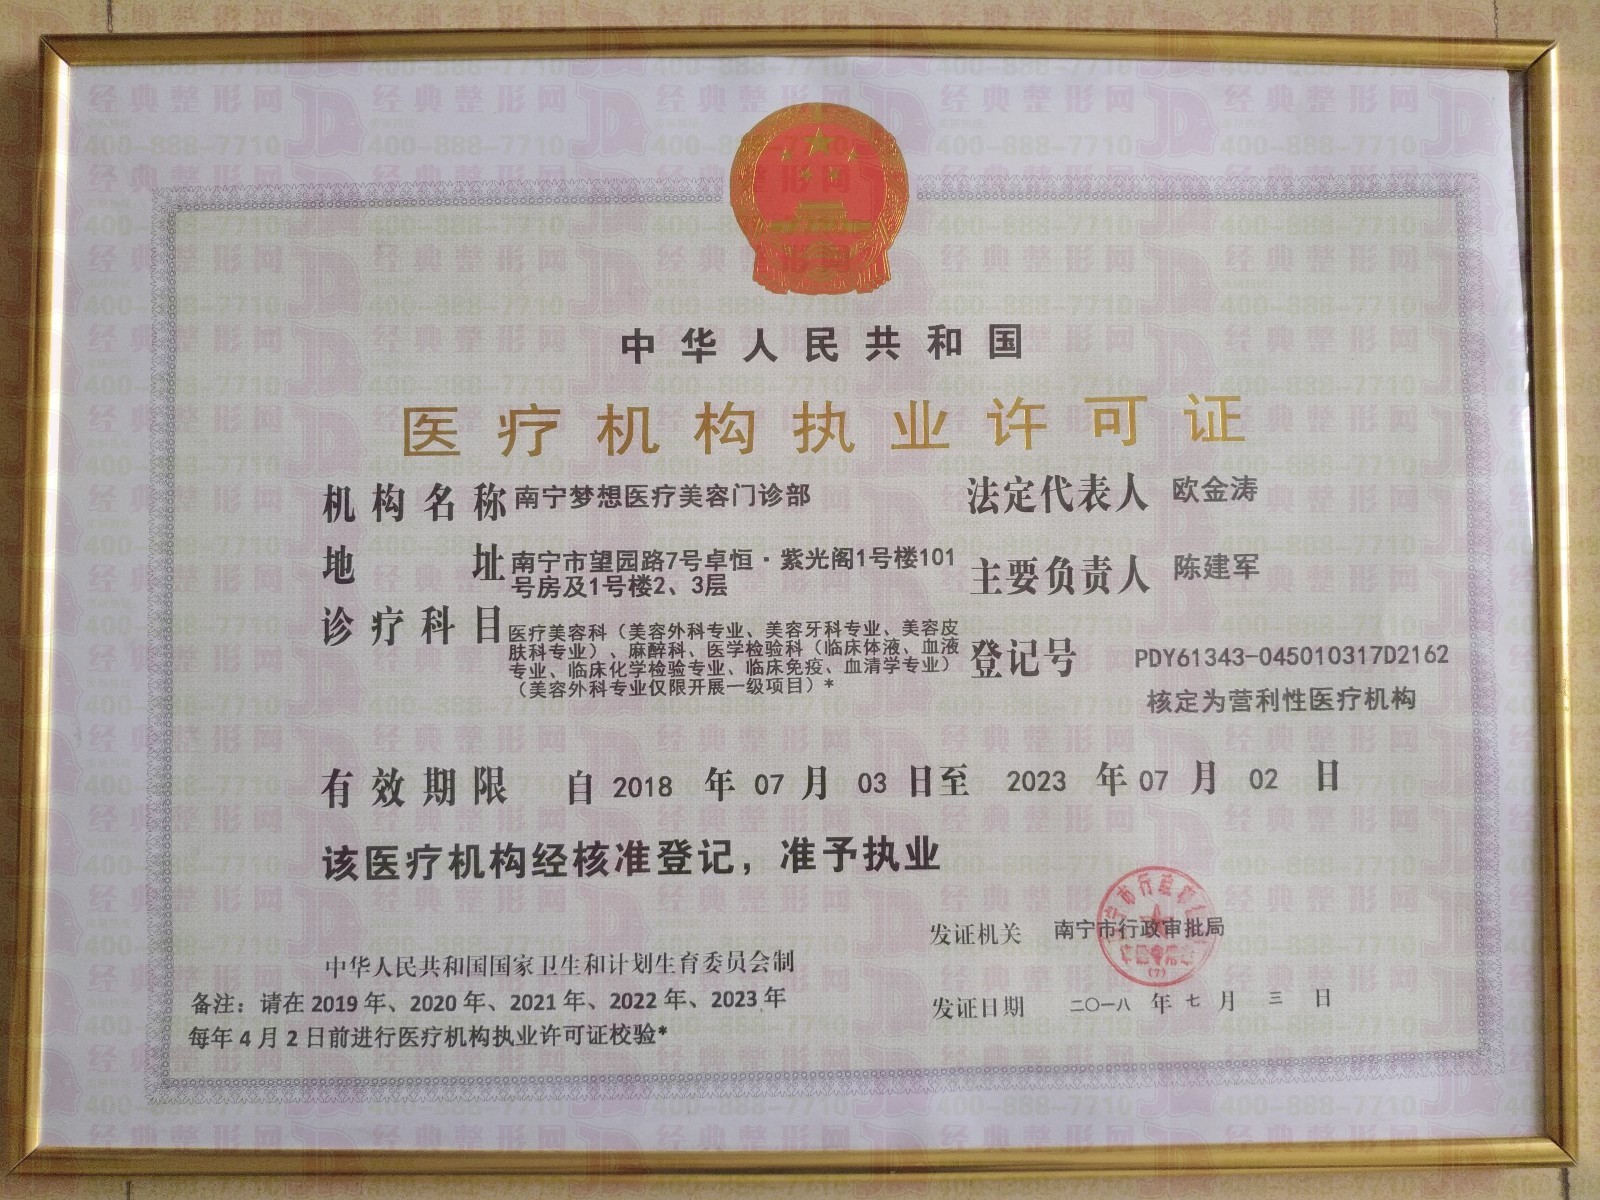 中华人民共和国
医疗机构执业许可证
机构名称 南宁梦想医疗美容门诊部
法定代表人 欧金涛
地址 南宁市望园路7号卓恒·紫光阁1号楼101
号房及1号楼2、3层
主要负责人 陈建军
诊疗科目 医疗美容科（美容外科专业、美容牙科专业、美容皮
肤科专业）、麻醉科、医学检验科（临床体液、血液
专业、临床化学检验专业、临床免疫、血清学专业）
（美容外科专业仅限开展一级项目）*
登记号 PDY61343-045010317D2162
核定为营利性医疗机构
有效期限 自 2018 年 07 月 03 日至 2023 年 07 月 02 日
该医疗机构经核准登记，准予执业
发证机关 南宁市行政审批局
中华人民共和国国家卫生和计划生育委员会制
发证日期 二〇一八 年 七 月 三 日
备注：请在 2019 年、2020 年、2021 年、2022 年、2023 年
每年 4 月 2 日前进行医疗机构执业许可证校验*
(7)
经典整形网
400-888-7710